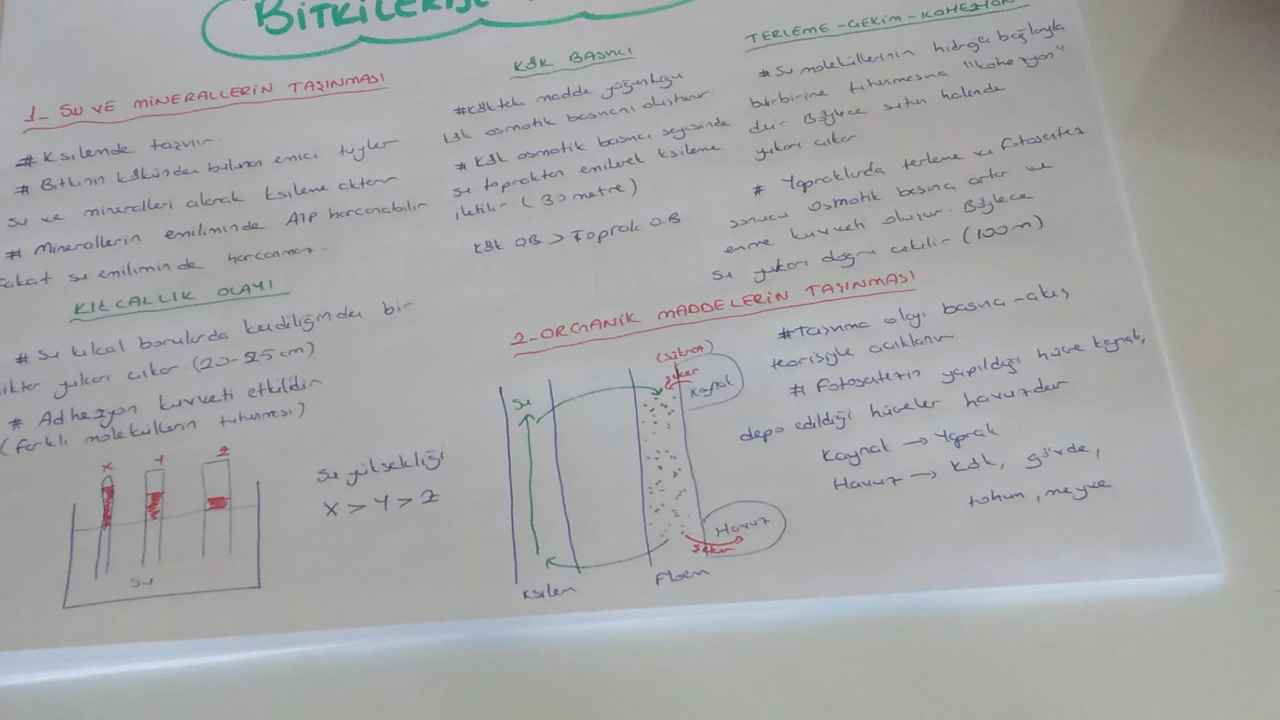 BİTKİLERDE
1- SU VE MİNERALLERİN TAŞINMASI
# Ksilemde taşınır.
# Bitkinin kökünden bulunan emici tüyler
su ve mineralleri alarak ksileme aktarır
# Minerallerin emiliminde ATP harcanabilir
fakat su emiliminde harcanmaz.
KILCALLIK OLAYI
# Su kılcal borularda kendiliğinden bir
miktar yukarı çıkar (20-25 cm)
# Adhezyon kuvveti etkilidir
(Farklı moleküllerin tutunması)
X
Y
Z
Su
Su yüksekliği
X > Y > Z
KÖK BASINCI
# Kökteki madde yoğunluğu
kök osmotik basıncını oluşturur
# Kök osmotik basıncı sayesinde
su topraktan emilerek ksileme
iletilir (30 metre)
Kök OB > Toprak O.B
TERLEME-ÇEKİM-KOHEZYON
# Su moleküllerinin hidrojen bağlarıyla
birbirine tutunmasına "kohezyon"
denir Böylece sütun halinde
yukarı çıkar.
# Yapraklarda terleme ve fotosentez
sonucu osmotik basınç artar ve
emme kuvveti oluşur. Böylece
su yukarı doğru çekilir (100m)
2- ORGANİK MADDELERİN TAŞINMASI
Su
Ksilem
(Sükroz)
Şeker
Kaynak
Havuz
Şeker
Floem
# Taşınma olayı basınç-akış
teorisiyle açıklanır
# Fotosentezin yapıldığı hücre kaynak,
depo edildiği hücreler havuzdur
Kaynak → Yaprak
Havuz → Kök, gövde,
tohum, meyve